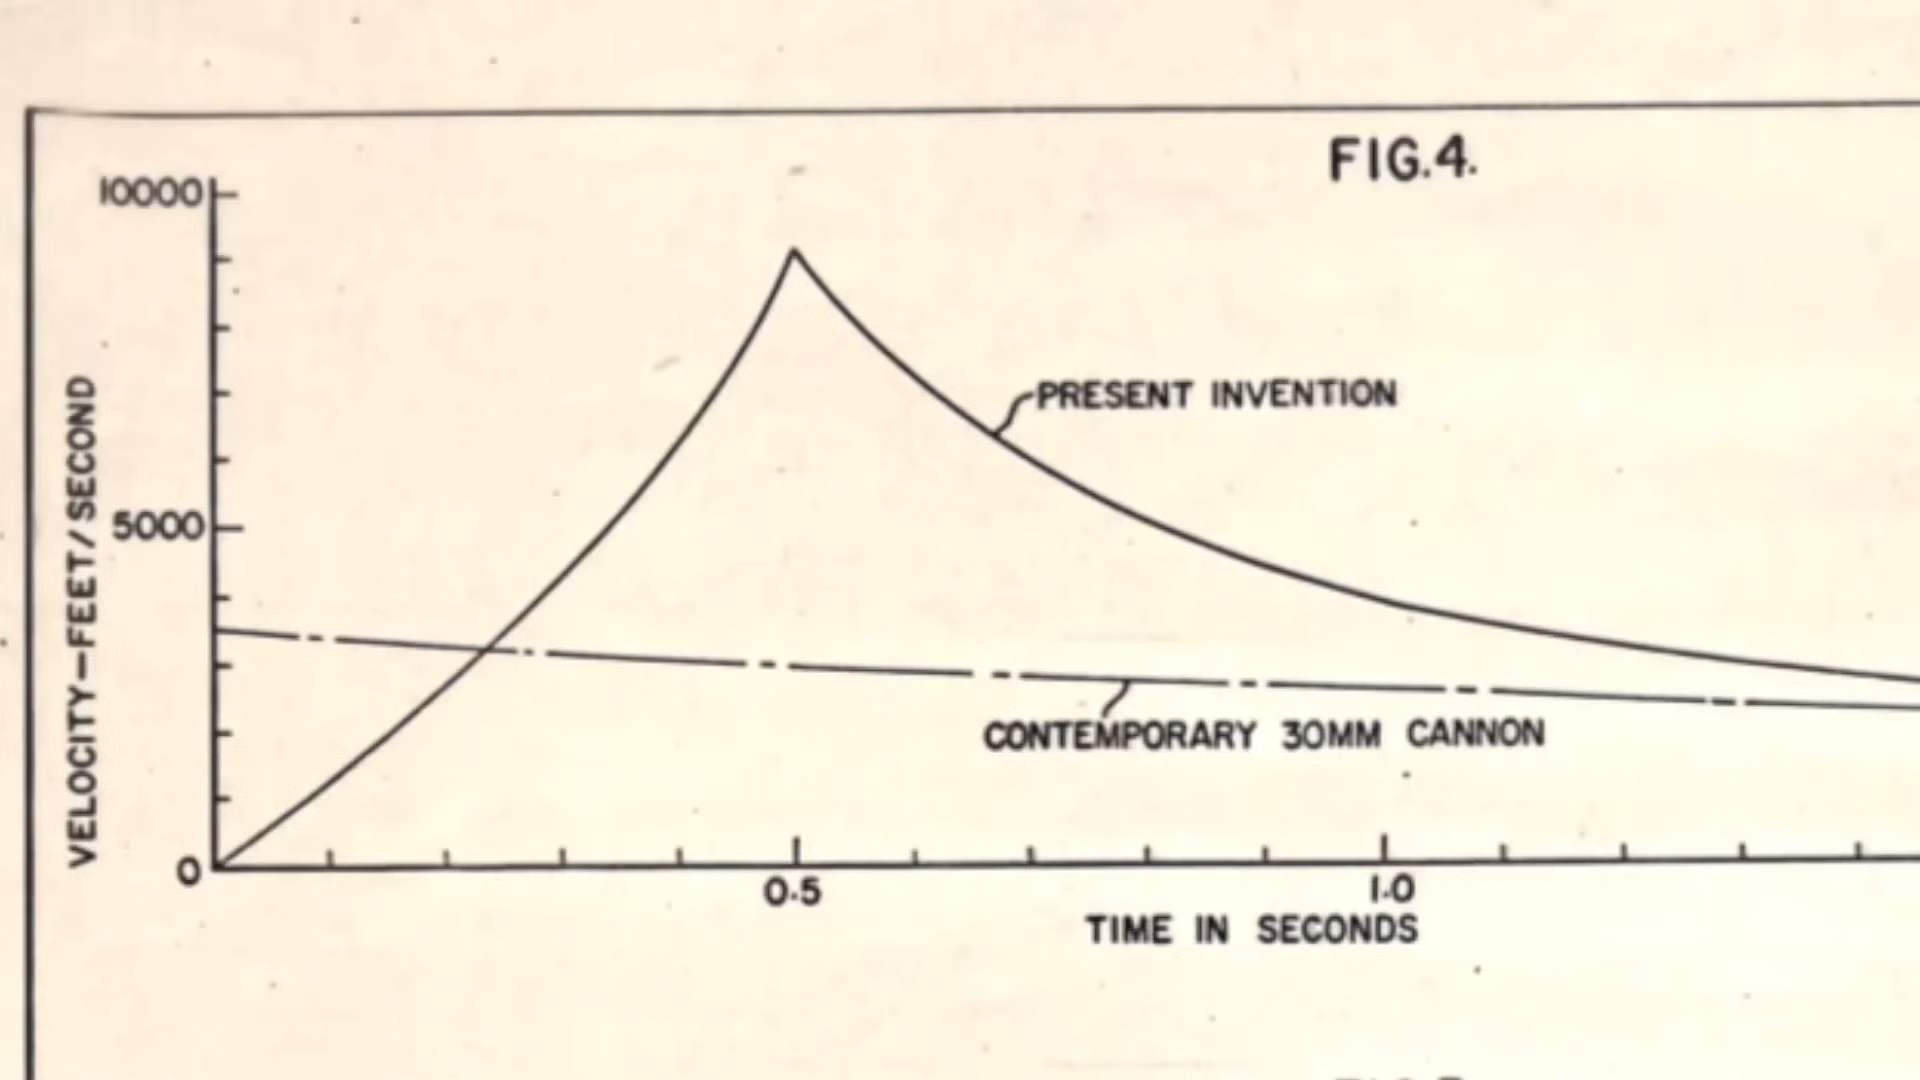 FIG.4.
10000
PRESENT INVENTION
VELOCITY—FEET/SECOND
5000
CONTEMPORARY 30MM CANNON
0
0.5
1.0
TIME IN SECONDS